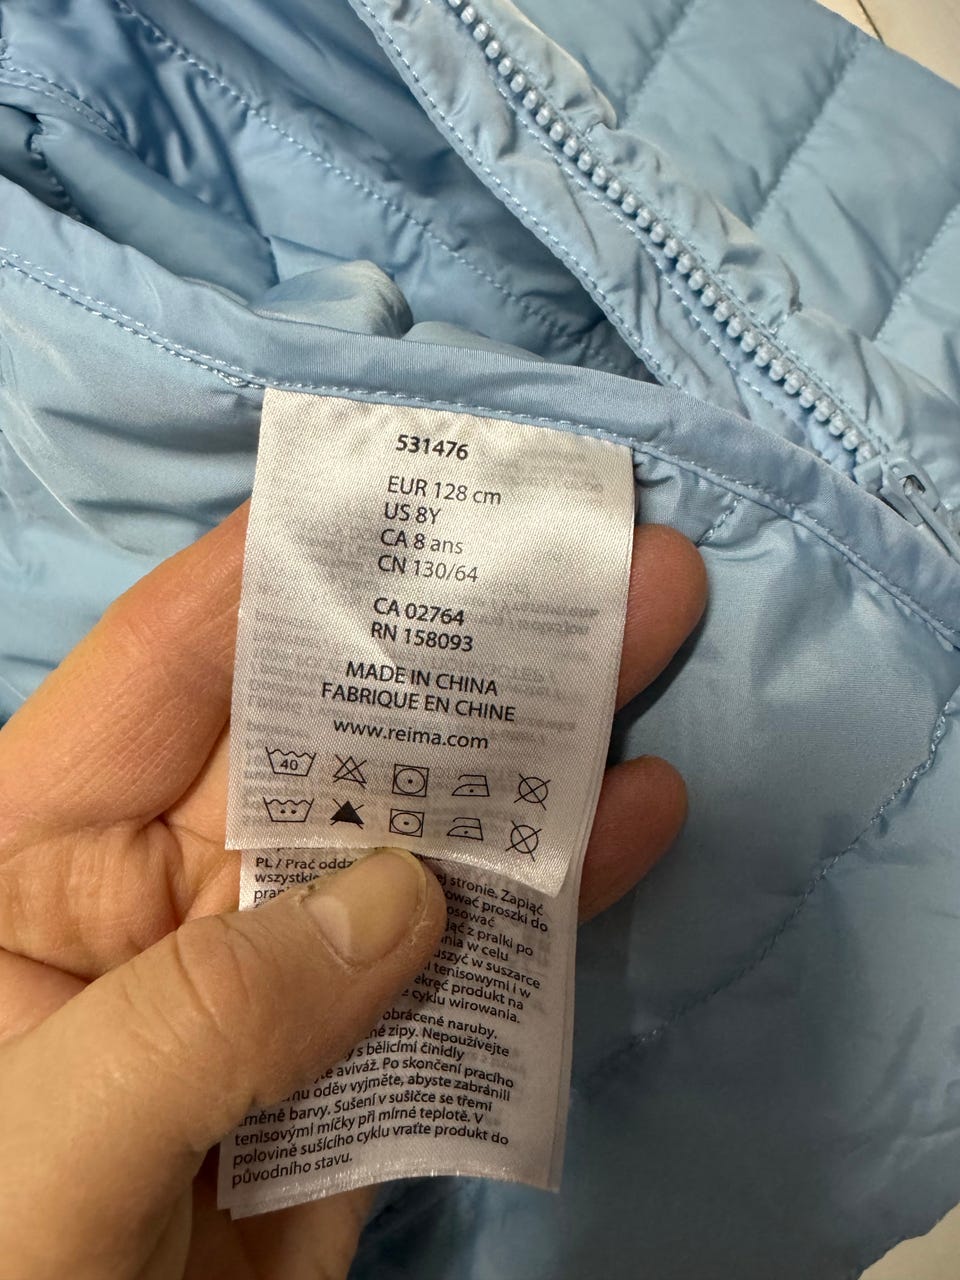 531476
EUR 128 cm
US 8Y
CA 8 ans
CN 130/64
CA 02764
RN 158093
MADE IN CHINA
FABRIQUE EN CHINE
www.reima.com
40
PL / Prać
stronie. Zapiąć
wszystkie
proszki do
z pralki po
w celu
w suszarce
tenisowymi i w
produkt na
cyklu wirowania.
obrácené naruby.
zipy. Nepoužívejte
s bělicími činidly
aviváž. Po skončení pracího
oděv vyjměte, abyste zabránili
změně barvy. Sušení v sušičce se třemi
tenisovými míčky při mírné teplotě. V
polovině sušícího cyklu vraťte produkt do
původního stavu.